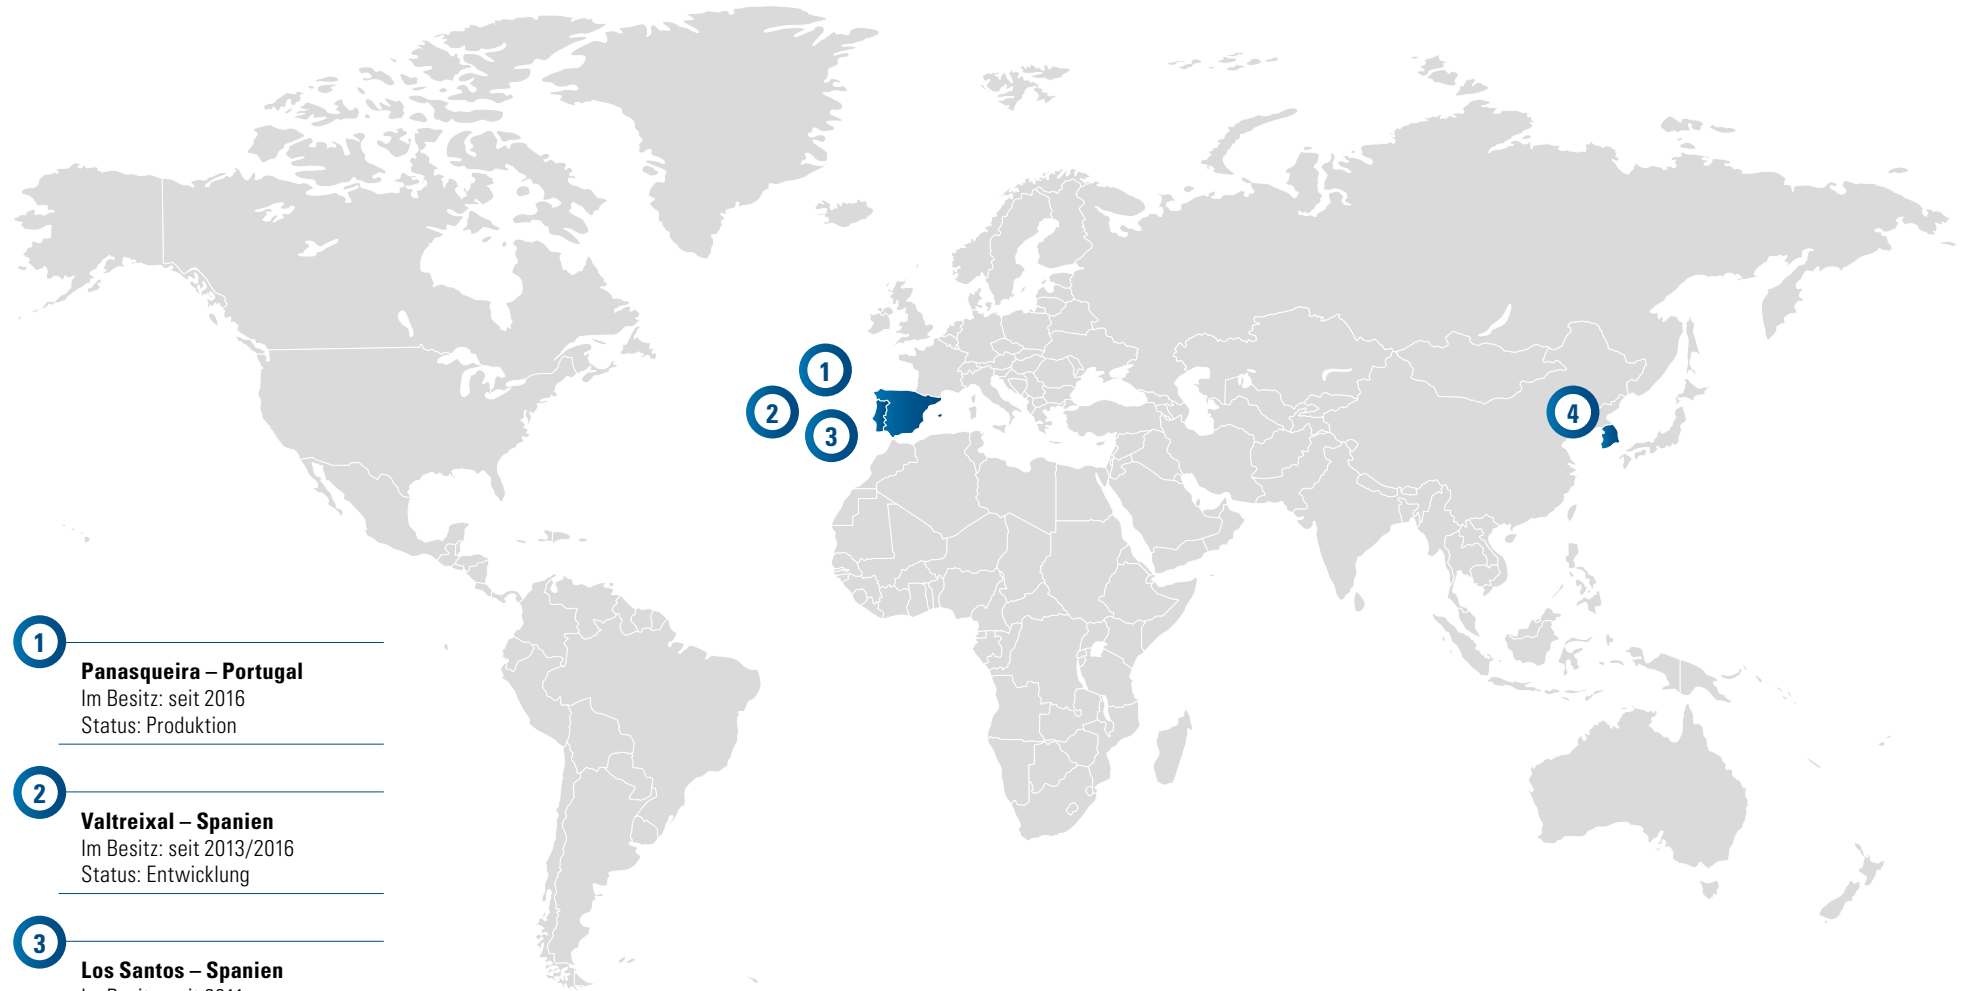 1
2
3
4
1
Panasqueira – Portugal
Im Besitz: seit 2016
Status: Produktion
2
Valtreixal – Spanien
Im Besitz: seit 2013/2016
Status: Entwicklung
3
Los Santos – Spanien